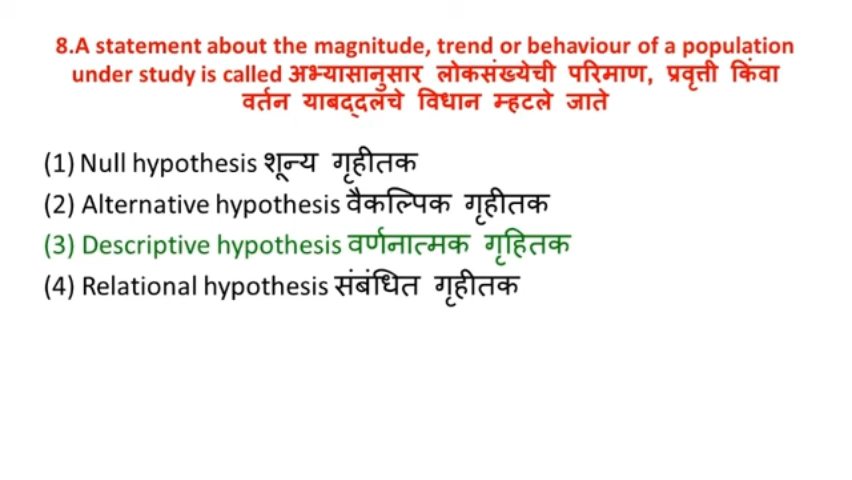 8.A statement about the magnitude, trend or behaviour of a population
under study is called अभ्यासानुसार लोकसंख्येची परिमाण, प्रवृत्ती किंवा
वर्तन याबद्दलचे विधान म्हटले जाते
(1) Null hypothesis शून्य गृहीतक
(2) Alternative hypothesis वैकल्पिक गृहीतक
(3) Descriptive hypothesis वर्णनात्मक गृहितक
(4) Relational hypothesis संबंधित गृहीतक